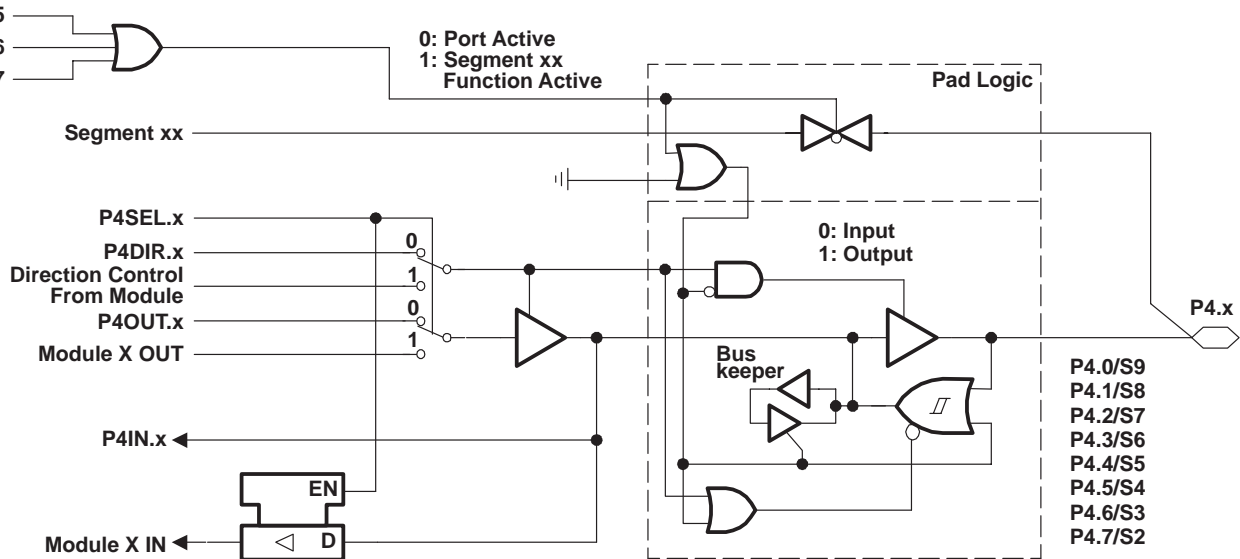 5
6
7
0: Port Active
1: Segment xx
Function Active
Pad Logic
Segment xx
P4SEL.x
P4DIR.x
0
Direction Control
From Module
1
P4OUT.x
0
Module X OUT
1
0: Input
1: Output
P4.x
Bus
keeper
P4IN.x
EN
D
Module X IN
P4.0/S9
P4.1/S8
P4.2/S7
P4.3/S6
P4.4/S5
P4.5/S4
P4.6/S3
P4.7/S2